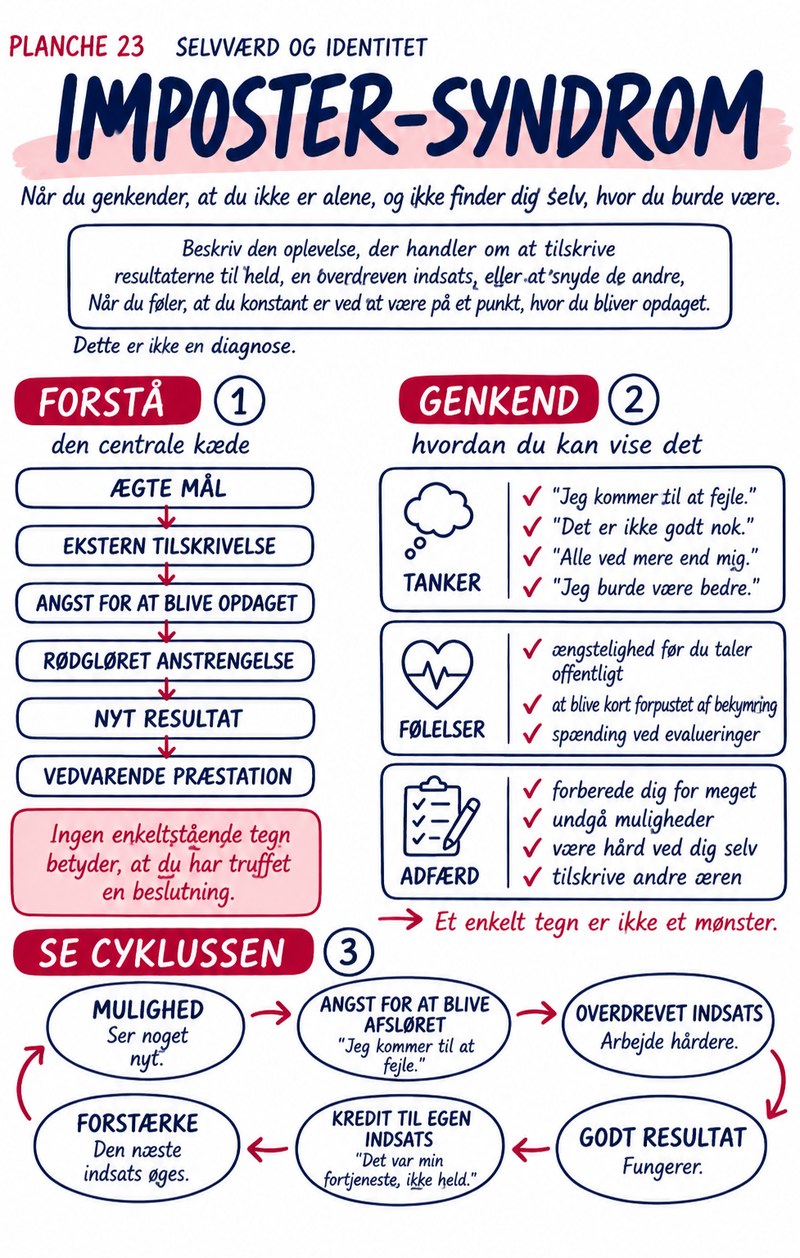 PLANCHE 23 SELVVÆRD OG IDENTITET
IMPOSTER-SYNDROM
Når du genkender, at du ikke er alene, og ikke finder dig selv, hvor du burde være.
Beskriv den oplevelse, der handler om at tilskrive
resultaterne til held, en overdreven indsats, eller at snyde de andre,
Når du føler, at du konstant er ved at være på et punkt, hvor du bliver opdaget.
Dette er ikke en diagnose.
FORSTÅ 1
den centrale kæde
ÆGTE MÅL
EKSTERN TILSKRIVELSE
ANGST FOR AT BLIVE OPDAGET
RØDGLØRET ANSTRENGELSE
NYT RESULTAT
VEDVARENDE PRÆSTATION
Ingen enkeltstående tegn
betyder, at du har truffet
en beslutning.
GENKEND 2
hvordan du kan vise det
TANKER
✓ "Jeg kommer til at fejle."
✓ "Det er ikke godt nok."
✓ "Alle ved mere end mig."
✓ "Jeg burde være bedre."
FØLELSER
✓ ængstelighed før du taler
offentligt
✓ at blive kort forpustet af bekymring
✓ spænding ved evalueringer
ADFÆRD
✓ forberede dig for meget
✓ undgå muligheder
✓ være hård ved dig selv
✓ tilskrive andre æren
→ Et enkelt tegn er ikke et mønster.
SE CYKLUSSEN 3
MULIGHED
Ser noget
nyt.
ANGST FOR AT BLIVE
AFSLØRET
"Jeg kommer til at
fejle."
OVERDREVET INDSATS
Arbejde hårdere.
GODT RESULTAT
Fungerer.
KREDIT TIL EGEN
INDSATS
"Det var min
fortjeneste, ikke held."
FORSTÆRKE
Den næste
indsats øges.